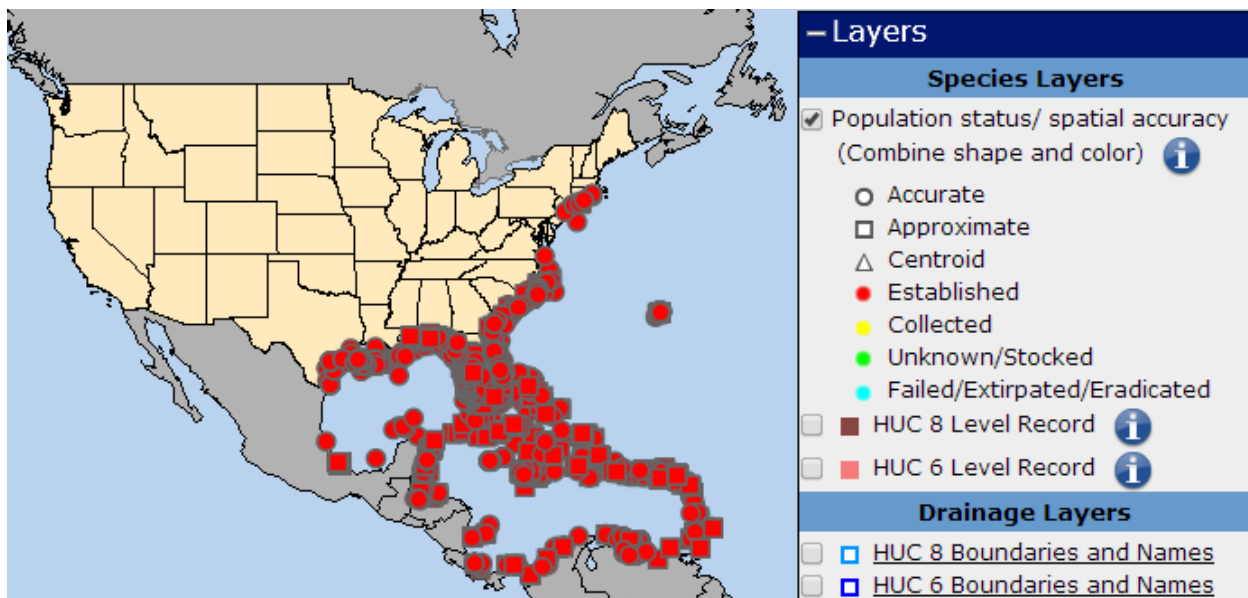 – Layers
Species Layers
Population status/ spatial accuracy
(Combine shape and color) i
Accurate
Approximate
Centroid
Established
Collected
Unknown/Stocked
Failed/Extirpated/Eradicated
HUC 8 Level Record i
HUC 6 Level Record i
Drainage Layers
HUC 8 Boundaries and Names
HUC 6 Boundaries and Names